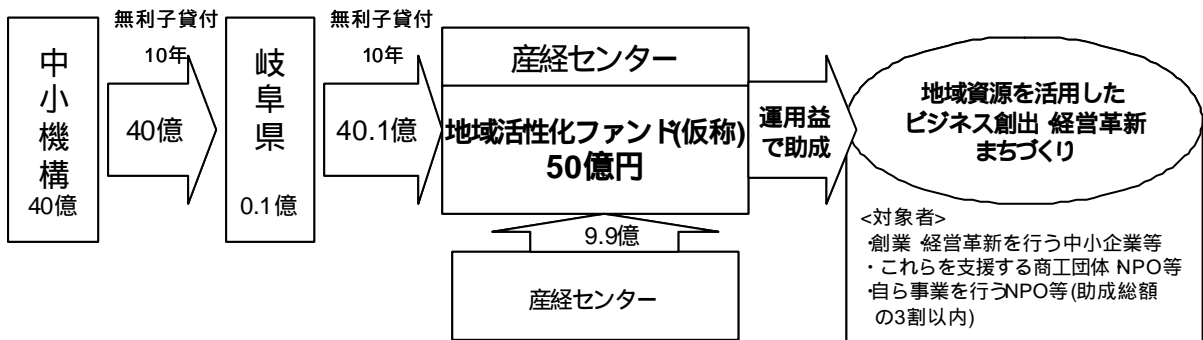 無利子貸付
10年
無利子貸付
10年
中小機構
40億
40億
岐阜県
0.1億
40.1億
産経センター
地域活性化ファンド(仮称)
50億円
9.9億
産経センター
運用益
で助成
地域資源を活用した
ビジネス創出・経営革新
まちづくり
<対象者>
・創業・経営革新を行う中小企業等
・これらを支援する商工団体・NPO等
・自ら事業を行うNPO等(助成総額
の3割以内)